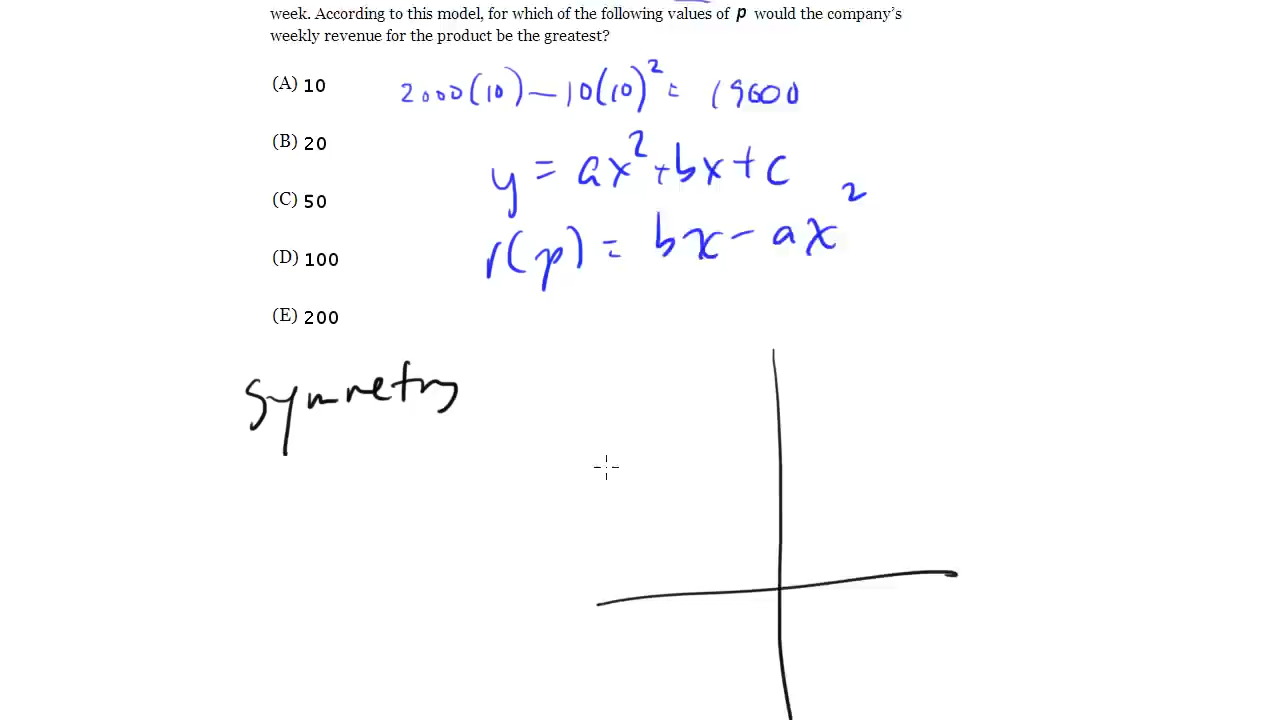 week. According to this model, for which of the following values of p would the company's
weekly revenue for the product be the greatest?
(A) 10
2000(10) – 10(10)² = 19600
(B) 20
y = ax² + bx + c
(C) 50
r(p) = bx – ax²
(D) 100
(E) 200
symmetry